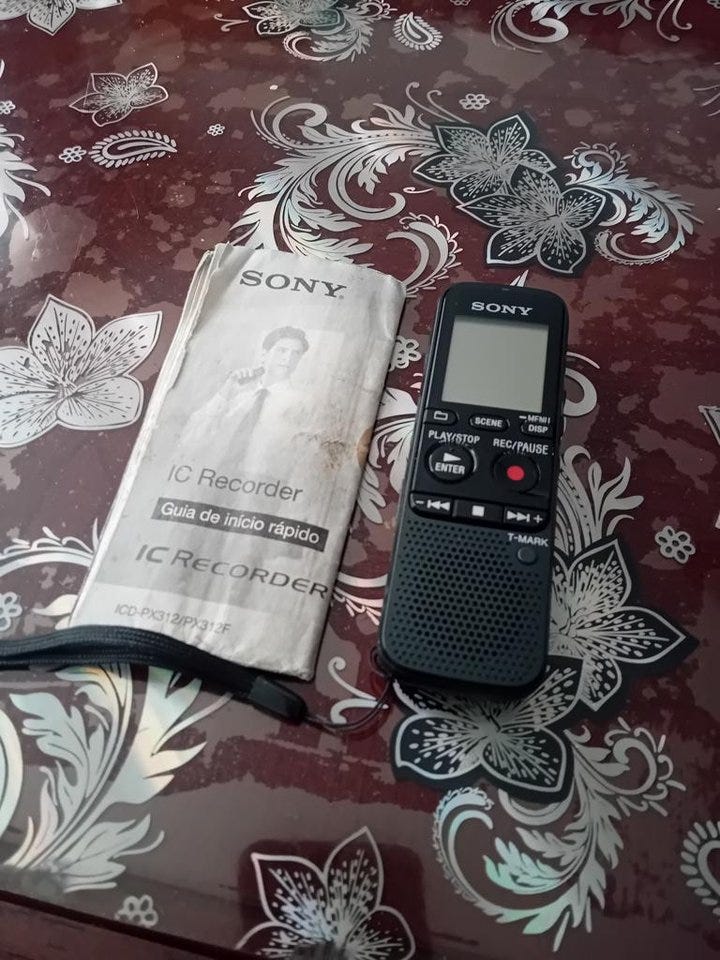 SONY
IC Recorder
Guia de início rápido
IC RECORDER
ICD-PX312/PX312F
SONY
SCENE
MENU
DISP
PLAY/STOP
REC/PAUSE
ENTER
T-MARK